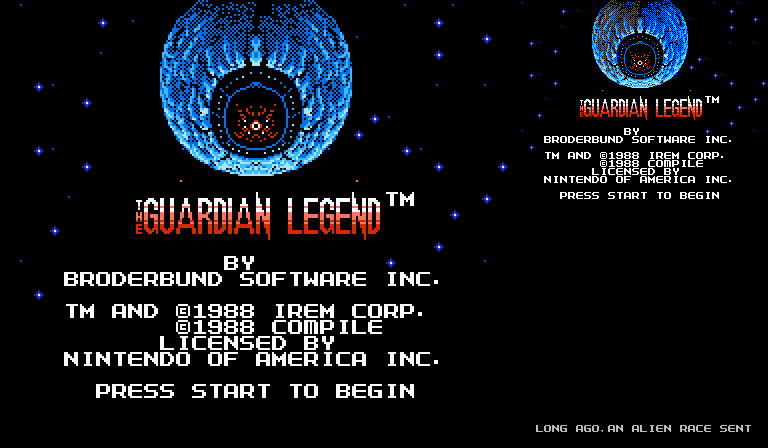 THE GUARDIAN LEGEND™
BY
BRODERBUND SOFTWARE INC.
TM AND ©1988 IREM CORP.
©1988 COMPILE
LICENSED BY
NINTENDO OF AMERICA INC.
PRESS START TO BEGIN
THE GUARDIAN LEGEND™
BY
BRODERBUND SOFTWARE INC.
TM AND ©1988 IREM CORP.
©1988 COMPILE
LICENSED BY
NINTENDO OF AMERICA INC.
PRESS START TO BEGIN
LONG AGO.AN ALIEN RACE SENT